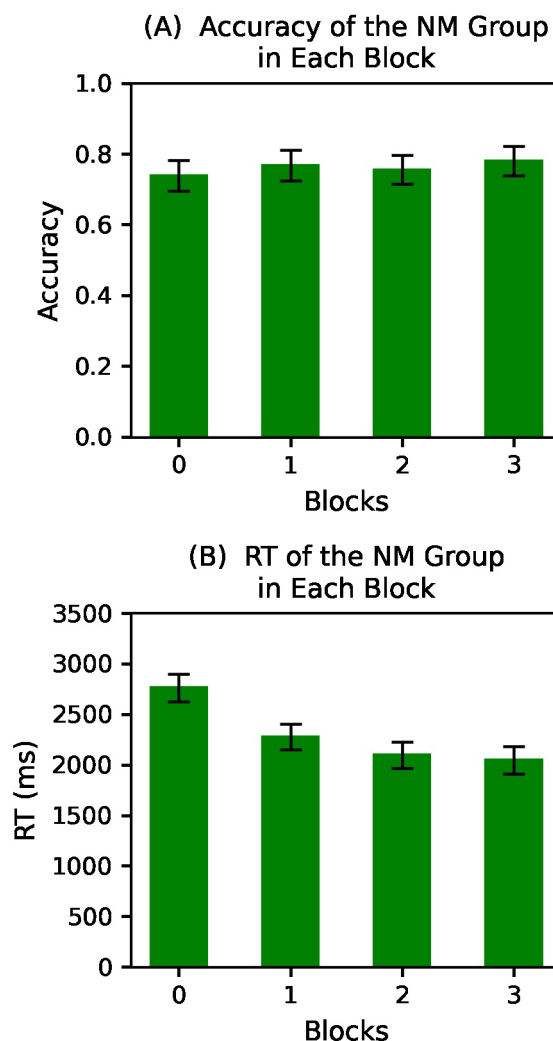 (A) Accuracy of the NM Group
in Each Block
1.0
0.8
0.6
0.4
0.2
0.0
Accuracy
0 1 2 3
Blocks
(B) RT of the NM Group
in Each Block
3500
3000
2500
2000
1500
1000
500
0
RT (ms)
0 1 2 3
Blocks